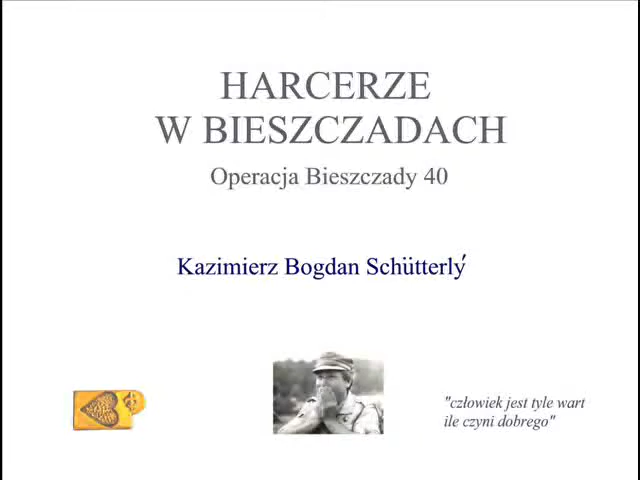 HARCERZE
W BIESZCZADACH
Operacja Bieszczady 40
Kazimierz Bogdan Schütterlý
"człowiek jest tyle wart
ile czyni dobrego"